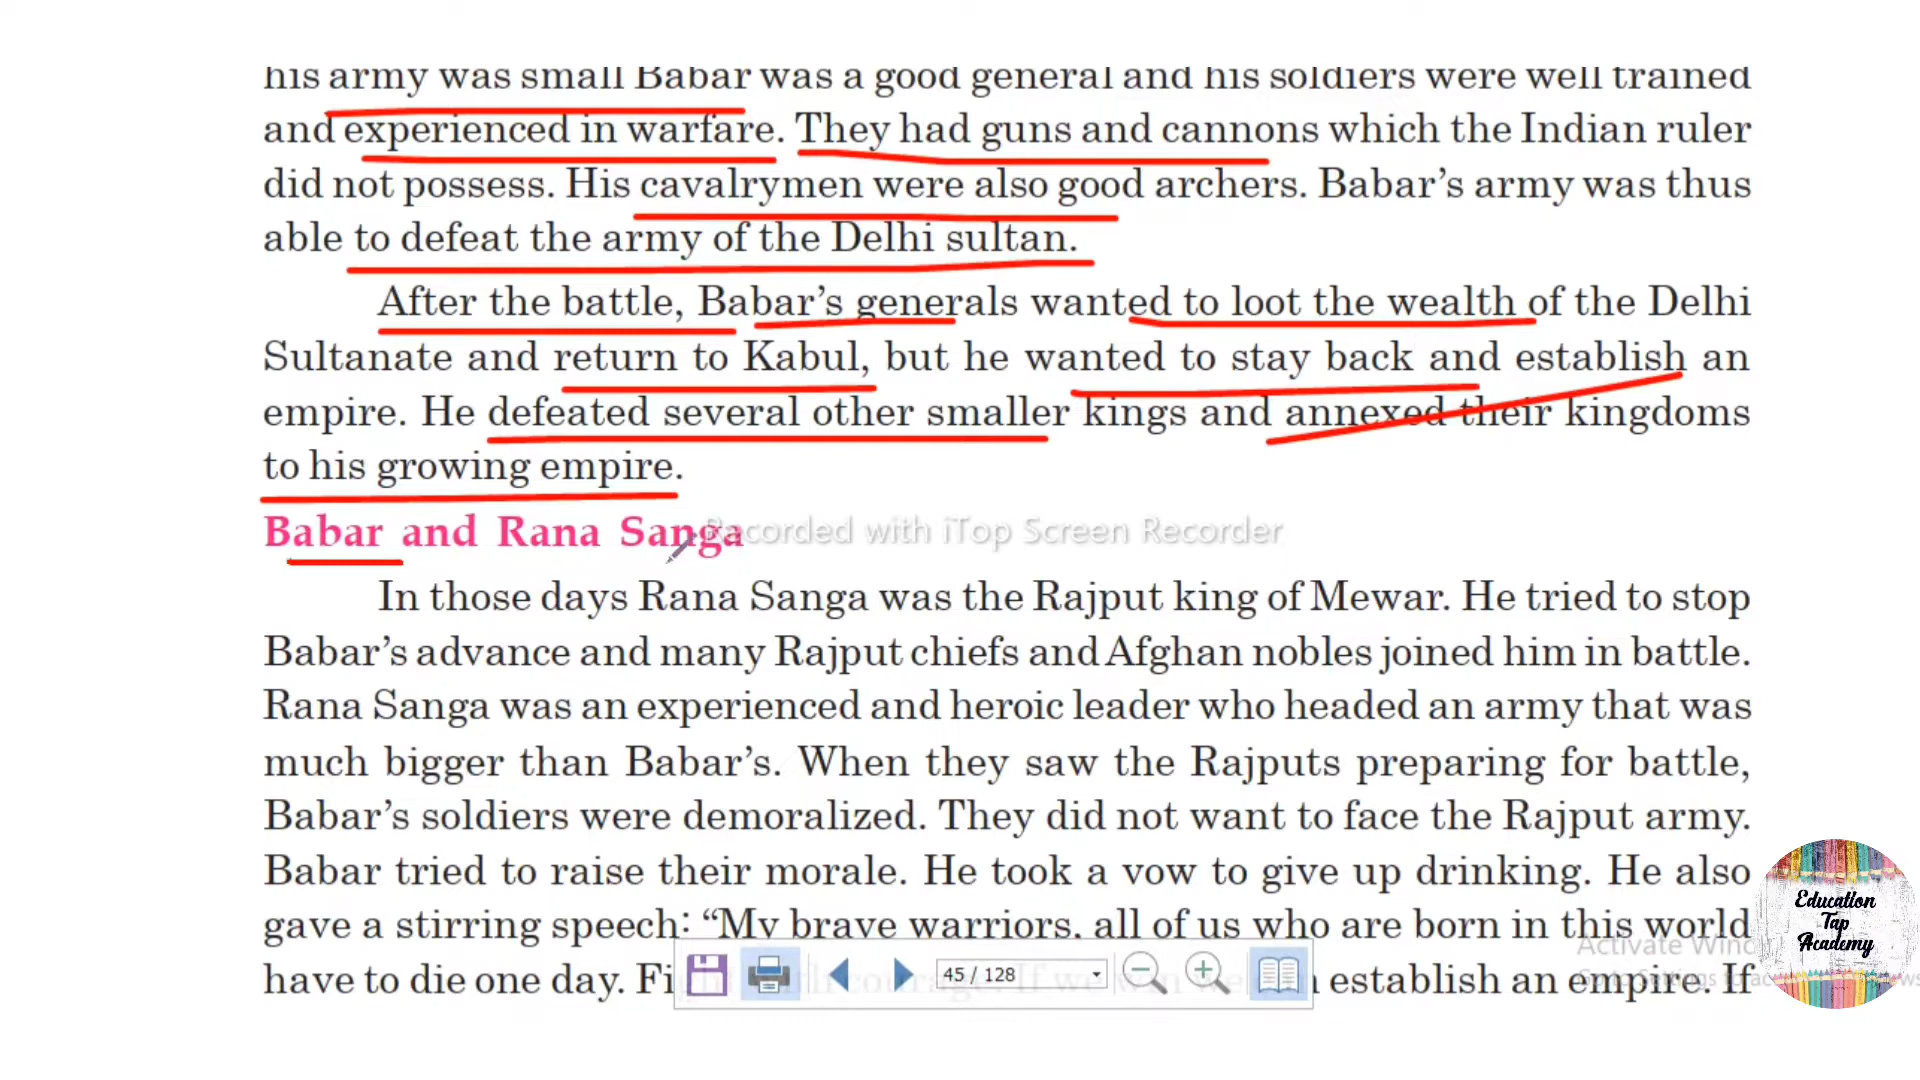 his army was small Babar was a good general and his soldiers were well trained
and experienced in warfare. They had guns and cannons which the Indian ruler
did not possess. His cavalrymen were also good archers. Babar’s army was thus
able to defeat the army of the Delhi sultan.
After the battle, Babar’s generals wanted to loot the wealth of the Delhi
Sultanate and return to Kabul, but he wanted to stay back and establish an
empire. He defeated several other smaller kings and annexed their kingdoms
to his growing empire.
Babar and Rana Sanga
Recorded with iTop Screen Recorder
In those days Rana Sanga was the Rajput king of Mewar. He tried to stop
Babar’s advance and many Rajput chiefs and Afghan nobles joined him in battle.
Rana Sanga was an experienced and heroic leader who headed an army that was
much bigger than Babar’s. When they saw the Rajputs preparing for battle,
Babar’s soldiers were demoralized. They did not want to face the Rajput army.
Babar tried to raise their morale. He took a vow to give up drinking. He also
gave a stirring speech: “My brave warriors, all of us who are born in this world
have to die one day. establish an empire. If
45 / 128
Education
Tap
Academy
Activate
Go to Settings to